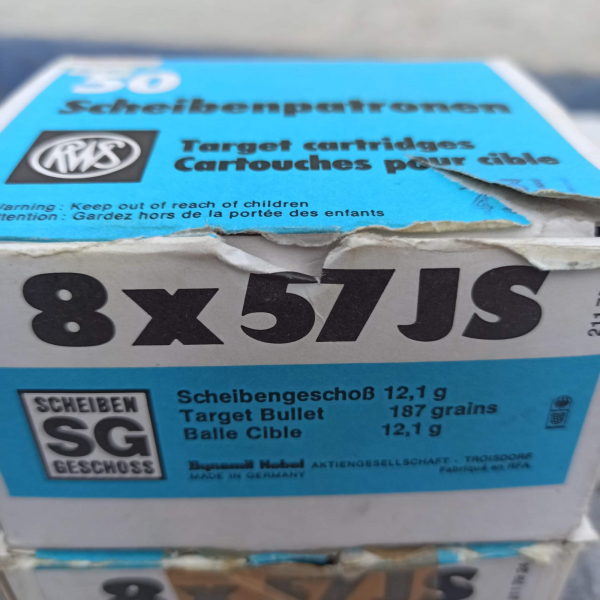 50
Scheibenpatronen
RWS
Target cartridges
Cartouches pour cible
Warning: Keep out of reach of children
Attention: Gardez hors de la portée des enfants
8x57JS
SCHEIBEN
SG
GESCHOSS
Scheibengeschoß 12,1 g
Target Bullet 187 grains
Balle Cible 12,1 g
Dynamit Nobel AKTIENGESELLSCHAFT · TROISDORF
MADE IN GERMANY Fabriqué en RFA
8x57JS